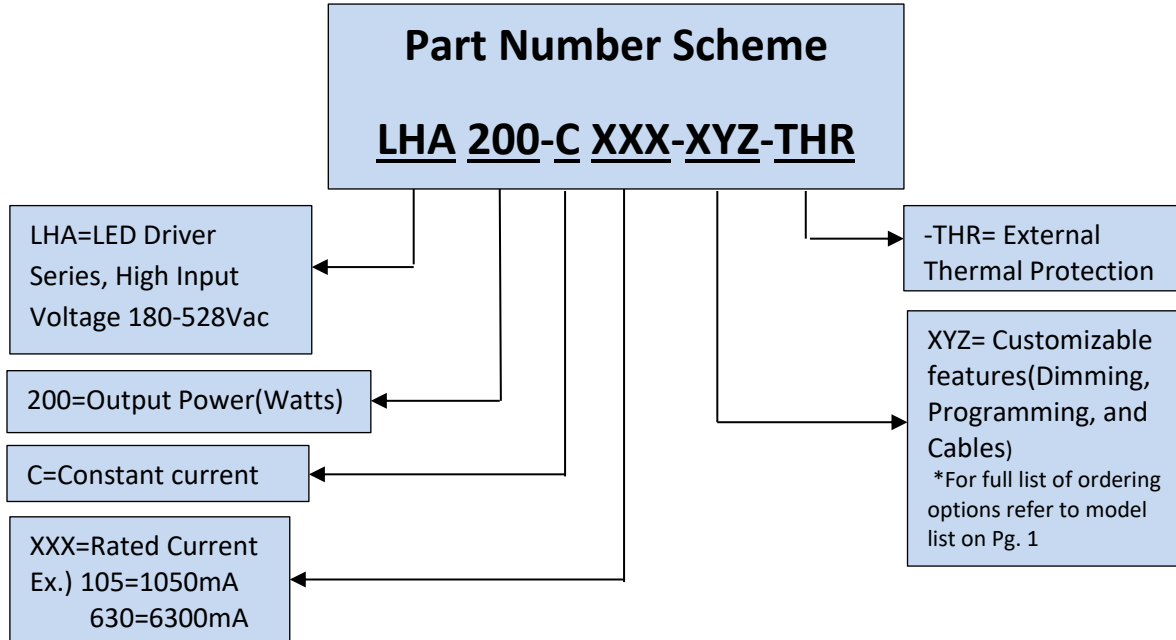 Part Number Scheme
LHA 200-C XXX-XYZ-THR
LHA=LED Driver
Series, High Input
Voltage 180-528Vac
200=Output Power(Watts)
C=Constant current
XXX=Rated Current
Ex.) 105=1050mA
630=6300mA
-THR= External
Thermal Protection
XYZ= Customizable
features(Dimming,
Programming, and
Cables)
*For full list of ordering
options refer to model
list on Pg. 1